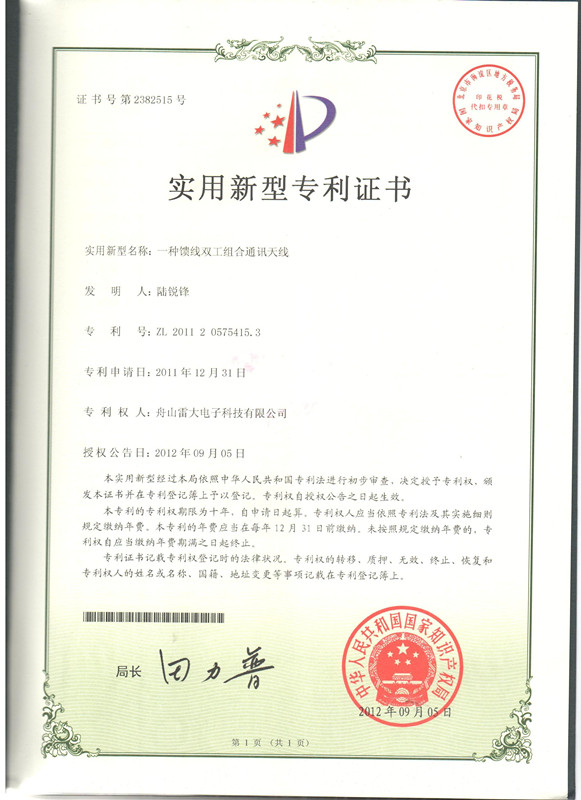 证书号第2382515号
北京市海淀区地方税务局
印花税
代扣专用章
国家知识产权局
实用新型专利证书
实用新型名称：一种馈线双工组合通讯天线
发明人：陆锐锋
专利号：ZL 2011 2 0575415.3
专利申请日：2011年12月31日
专利权人：舟山雷大电子科技有限公司
授权公告日：2012年09月05日
本实用新型经过本局依照中华人民共和国专利法进行初步审查，决定授予专利权，颁
发本证书并在专利登记簿上予以登记。专利权自授权公告之日起生效。
本专利的专利权期限为十年，自申请日起算。专利权人应当依照专利法及其实施细则
规定缴纳年费。本专利的年费应当在每年12月31日前缴纳。未按照规定缴纳年费的，专
利权自应当缴纳年费期满之日起终止。
专利证书记载专利权登记时的法律状况。专利权的转移、质押、无效、终止、恢复和
专利权人的姓名或名称、国籍、地址变更等事项记载在专利登记簿上。
局长 田力普
中华人民共和国国家知识产权局
2012年09月05日
第1页（共1页）